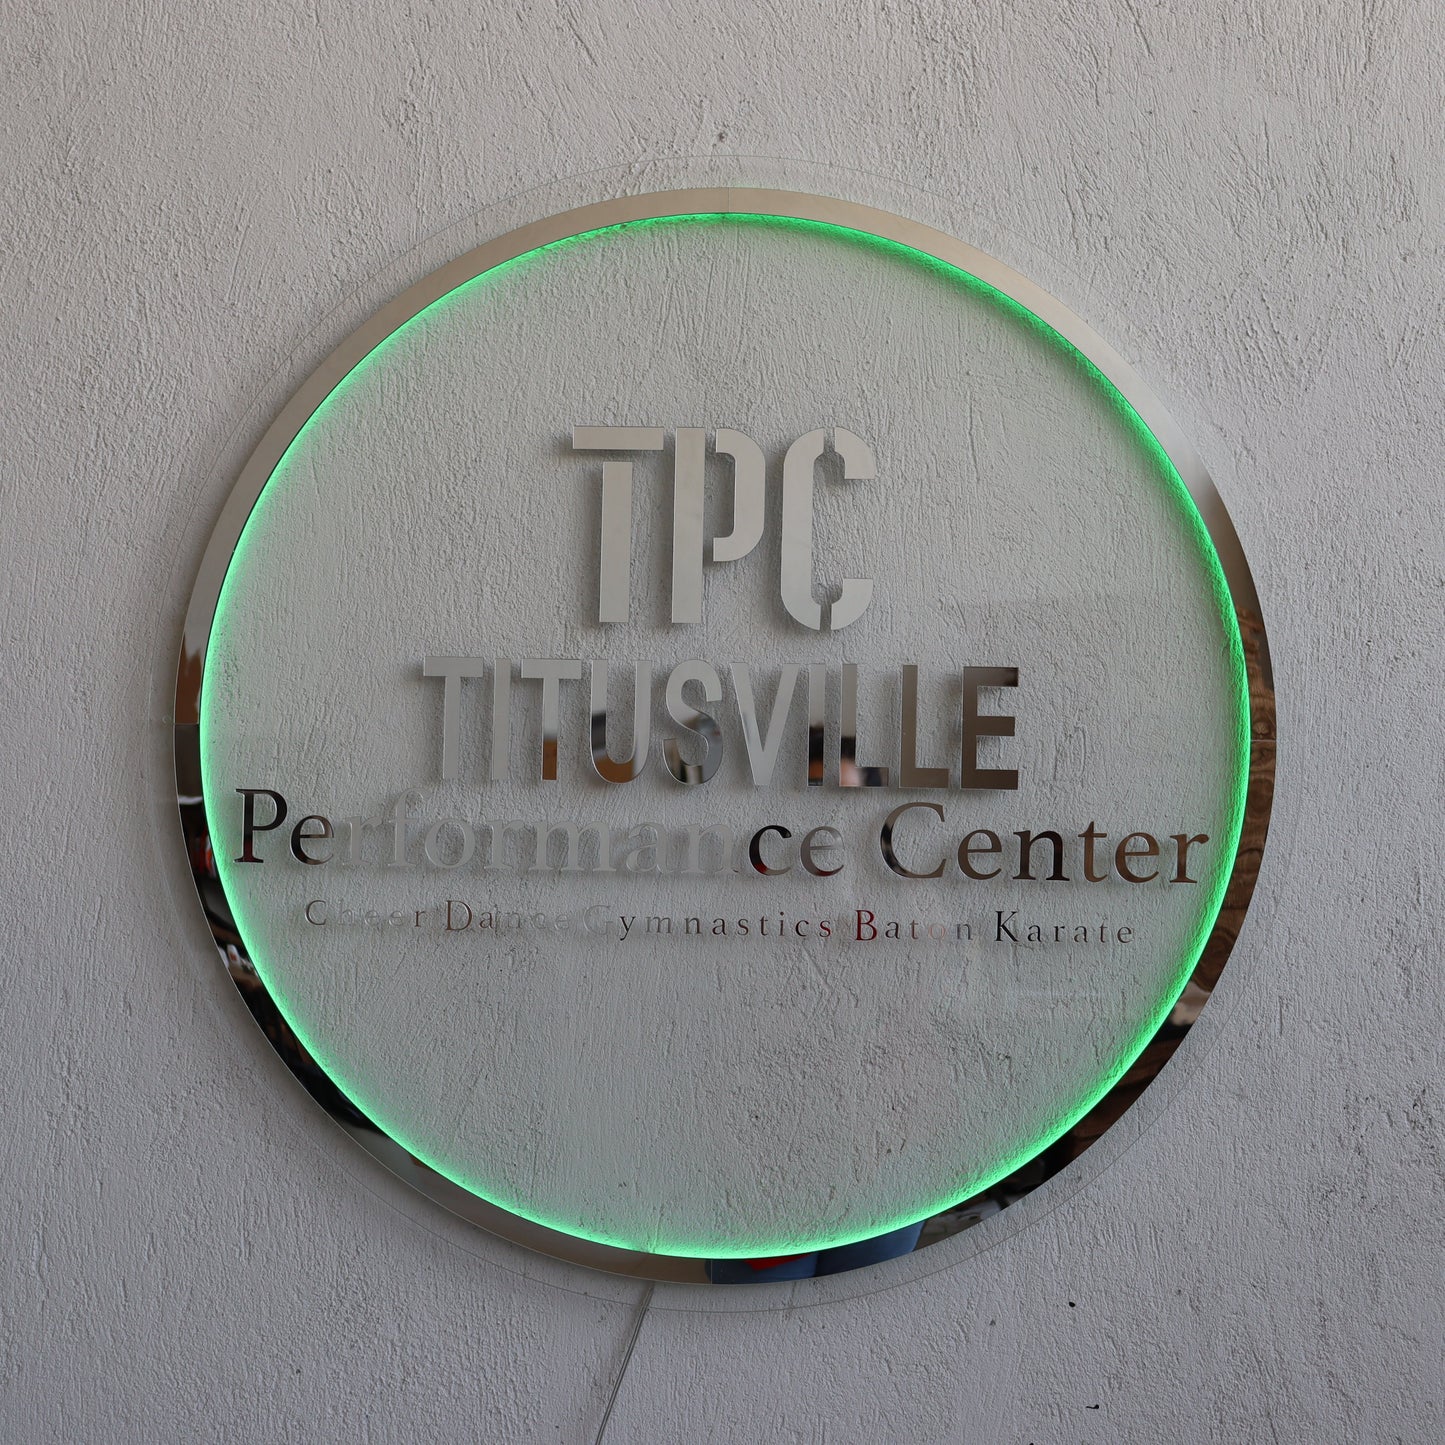 TPC
TITUSVILLE
Performance Center
Cheer Dance Gymnastics Baton Karate